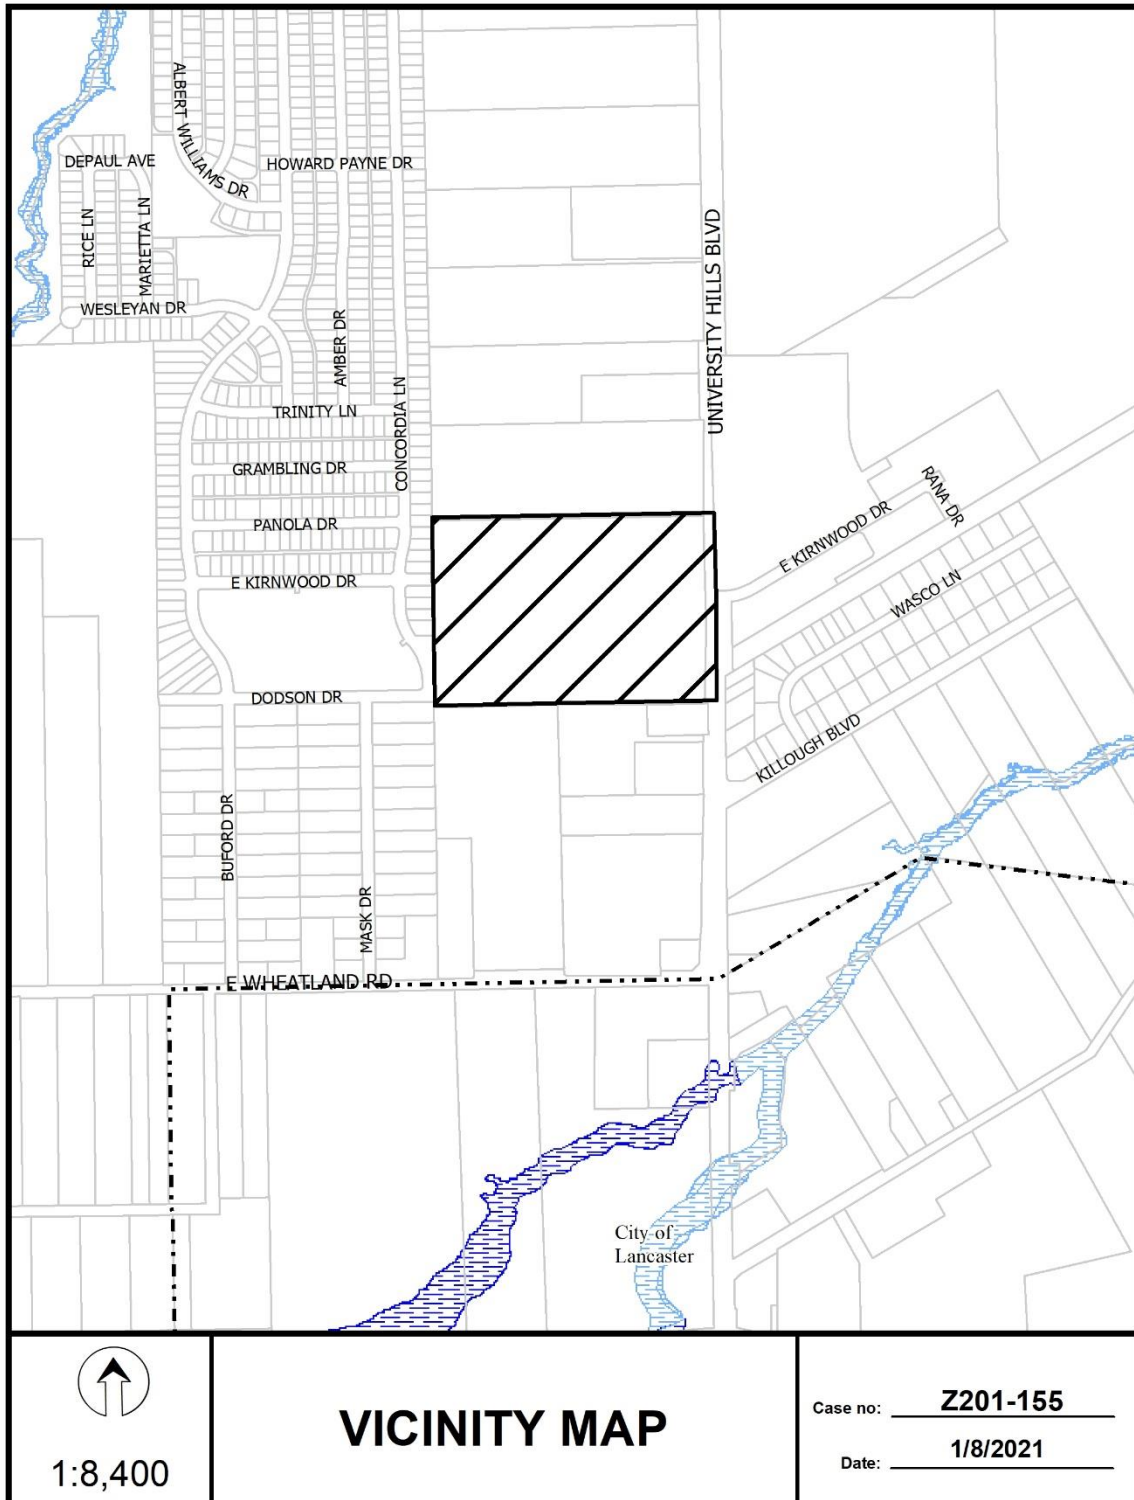 ALBERT WILLIAMS DR
DEPAUL AVE
HOWARD PAYNE DR
RICE LN
MARIETTA LN
UNIVERSITY HILLS BLVD
WESLEYAN DR
AMBER DR
CONCORDIA LN
TRINITY LN
GRAMBLING DR
RANA DR
PANOLA DR
E KIRNWOOD DR
E KIRNWOOD DR
WASCO LN
DODSON DR
KILLOUGH BLVD
BUFORD DR
MASK DR
E WHEATLAND RD
City of
Lancaster
1:8,400
VICINITY MAP
Case no: Z201-155
Date: 1/8/2021